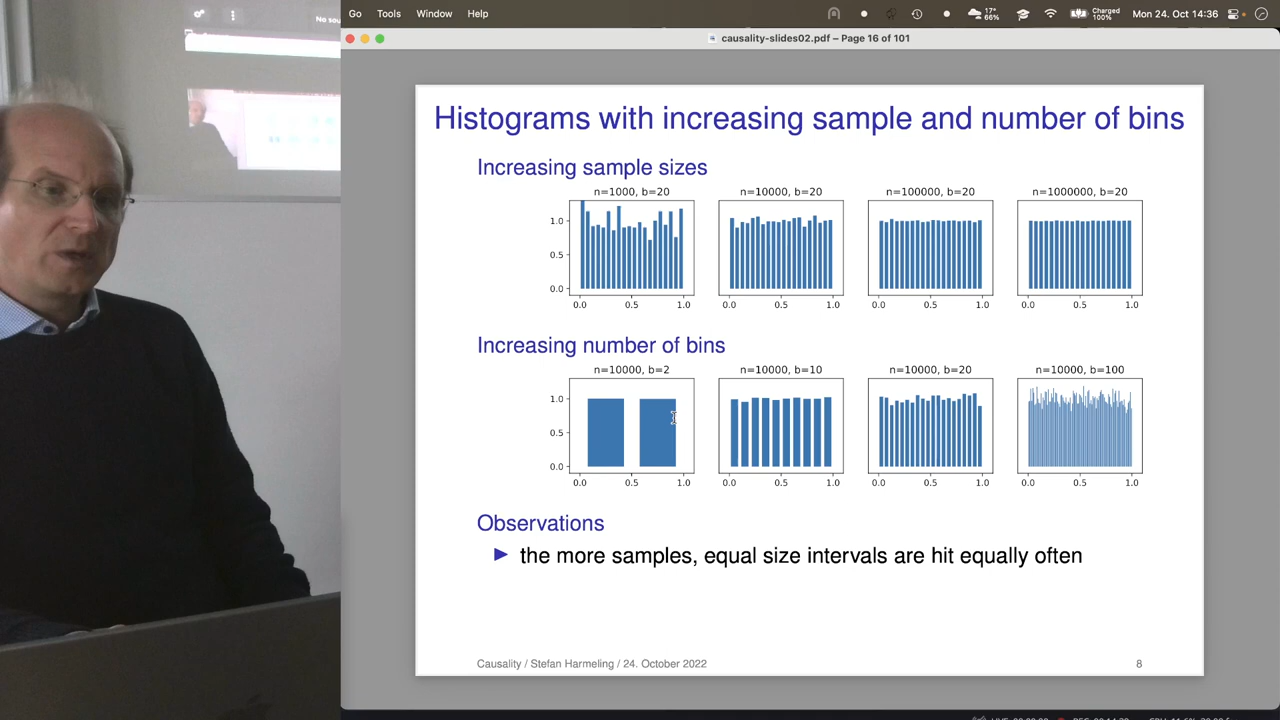 Go Tools Window Help 17° 66% Charged 100% Mon 24. Oct 14:36
No so
causality-slides02.pdf – Page 16 of 101
Histograms with increasing sample and number of bins
Increasing sample sizes
n=1000, b=20 n=10000, b=20 n=100000, b=20 n=1000000, b=20
1.0
0.5
0.0
0.0 0.5 1.0 0.0 0.5 1.0 0.0 0.5 1.0 0.0 0.5 1.0
Increasing number of bins
n=10000, b=2 n=10000, b=10 n=10000, b=20 n=10000, b=100
1.0
0.5
0.0
0.0 0.5 1.0 0.0 0.5 1.0 0.0 0.5 1.0 0.0 0.5 1.0
Observations
the more samples, equal size intervals are hit equally often
Causality / Stefan Harmeling / 24. October 2022 8